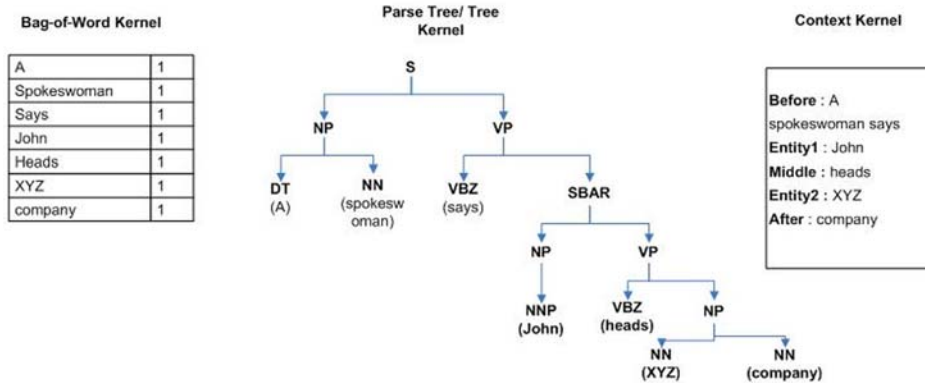 Bag-of-Word Kernel
A 1
Spokeswoman 1
Says 1
John 1
Heads 1
XYZ 1
company 1
Parse Tree/ Tree
Kernel
S
NP VP
DT NN VBZ SBAR
(A) (spokesw (says)
oman)
NP VP
NNP VBZ NP
(John) (heads)
NN NN
(XYZ) (company)
Context Kernel
Before : A
spokeswoman says
Entity1 : John
Middle : heads
Entity2 : XYZ
After : company